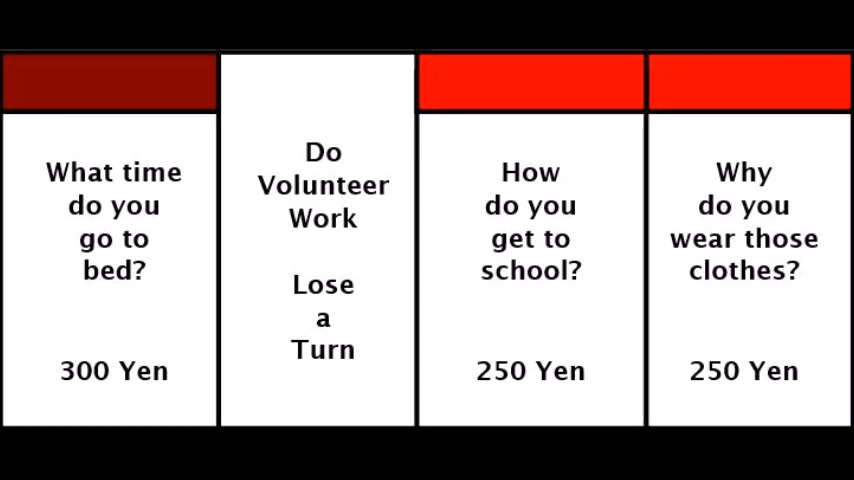 What time
do you
go to
bed?
300 Yen
Do
Volunteer
Work
Lose
a
Turn
How
do you
get to
school?
250 Yen
Why
do you
wear those
clothes?
250 Yen